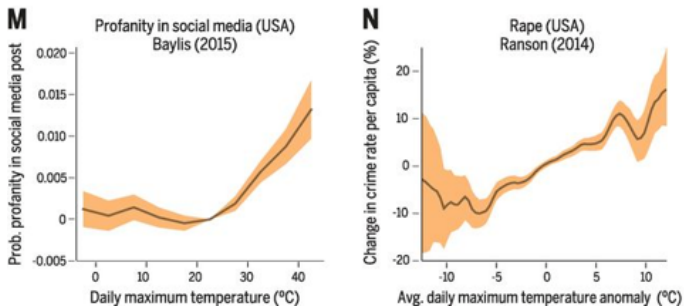 M
Profanity in social media (USA)
Baylis (2015)
Prob. profanity in social media post
0.020
0.015
0.010
0.005
0
-0.005
0 10 20 30 40
Daily maximum temperature (ºC)
N
Rape (USA)
Ranson (2014)
Change in crime rate per capita (%)
20
10
0
-10
-20
-10 -5 0 5 10
Avg. daily maximum temperature anomaly (ºC)